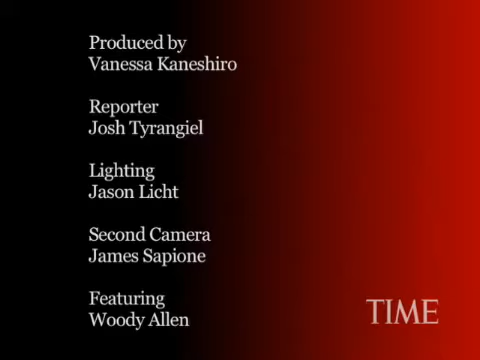 Produced by
Vanessa Kaneshiro
Reporter
Josh Tyrangiel
Lighting
Jason Licht
Second Camera
James Sapione
Featuring
Woody Allen
TIME